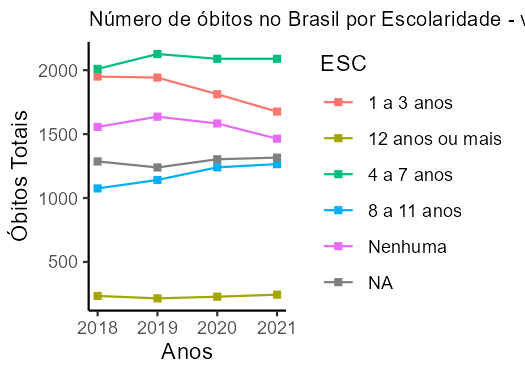 Número de óbitos no Brasil por Escolaridade - v
Óbitos Totais
2000
1500
1000
500
2018 2019 2020 2021
Anos
ESC
1 a 3 anos
12 anos ou mais
4 a 7 anos
8 a 11 anos
Nenhuma
NA